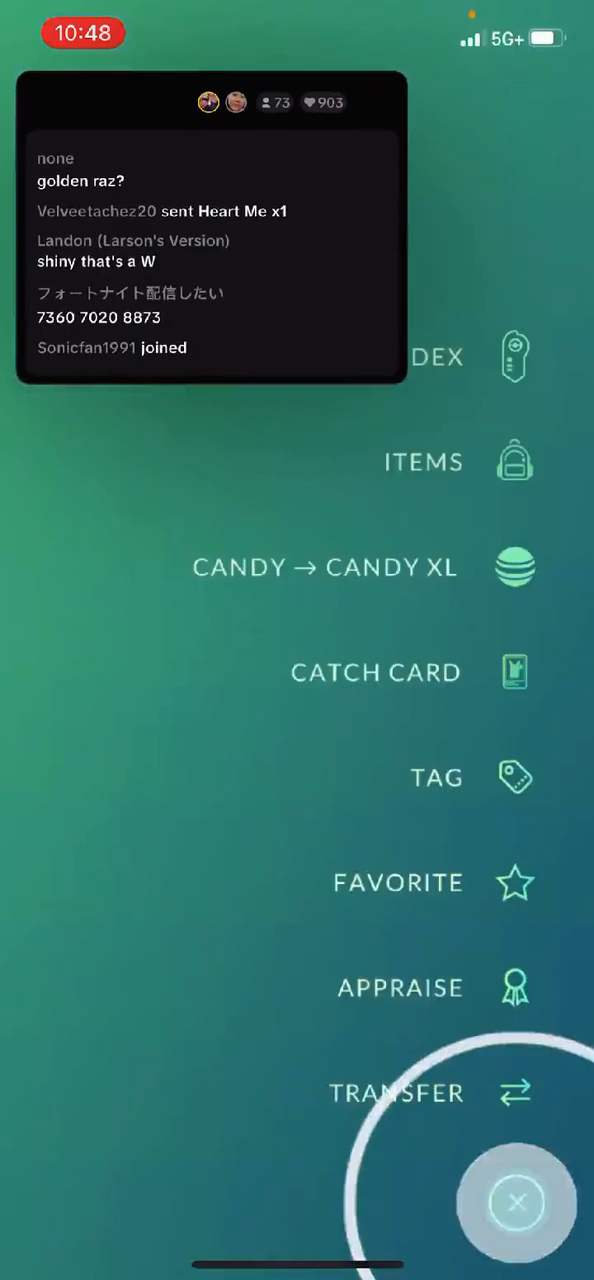 10:48
5G+
73
903
none
golden raz?
Velveetachez20 sent Heart Me x1
Landon (Larson's Version)
shiny that's a W
フォートナイト配信したい
7360 7020 8873
Sonicfan1991 joined
DEX
ITEMS
CANDY → CANDY XL
CATCH CARD
TAG
FAVORITE
APPRAISE
TRANSFER